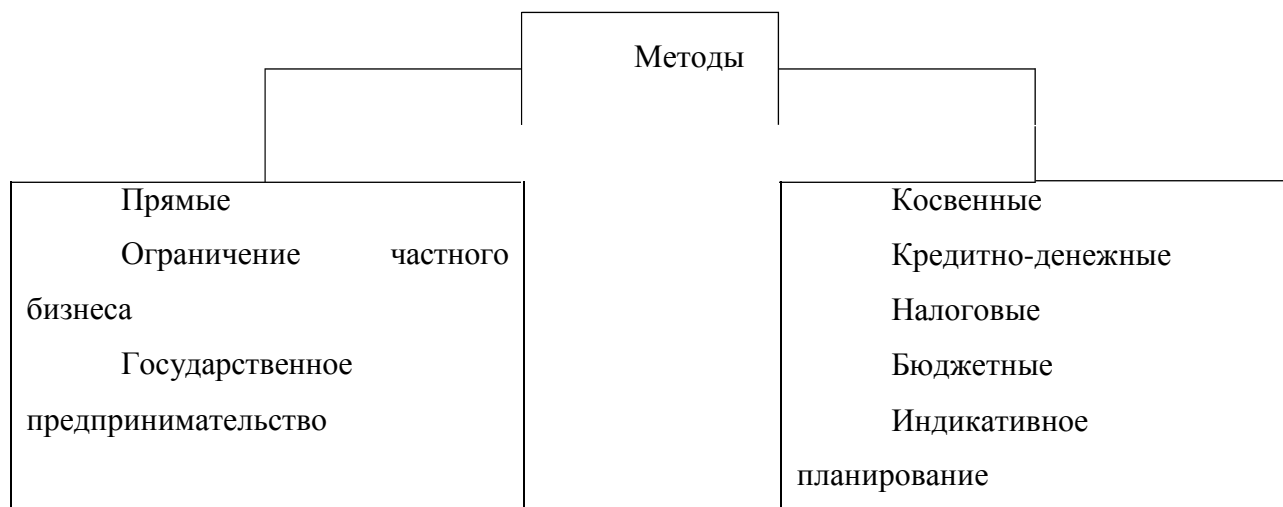 Методы
Прямые
Ограничение частного
бизнеса
Государственное
предпринимательство
Косвенные
Кредитно-денежные
Налоговые
Бюджетные
Индикативное
планирование